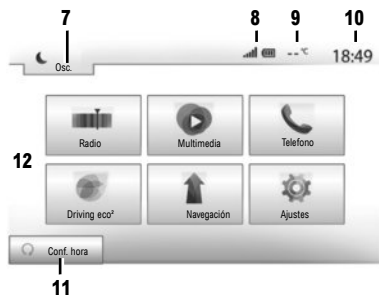 7 8 9 10
Osc. --°C 18:49
Radio Multimedia Telefono
12
Driving eco² Navegación Ajustes
Conf. hora
11